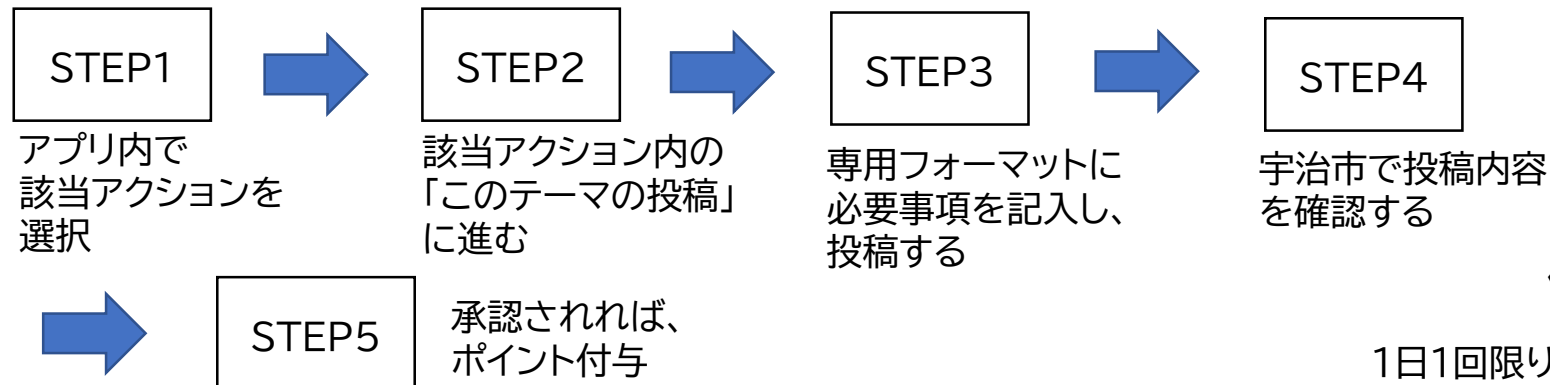 STEP1
アプリ内で
該当アクションを
選択
STEP2
該当アクション内の
「このテーマの投稿」
に進む
STEP3
専用フォーマットに
必要事項を記入し、
投稿する
STEP4
宇治市で投稿内容
を確認する
STEP5
承認されれば、
ポイント付与
1日1回限り